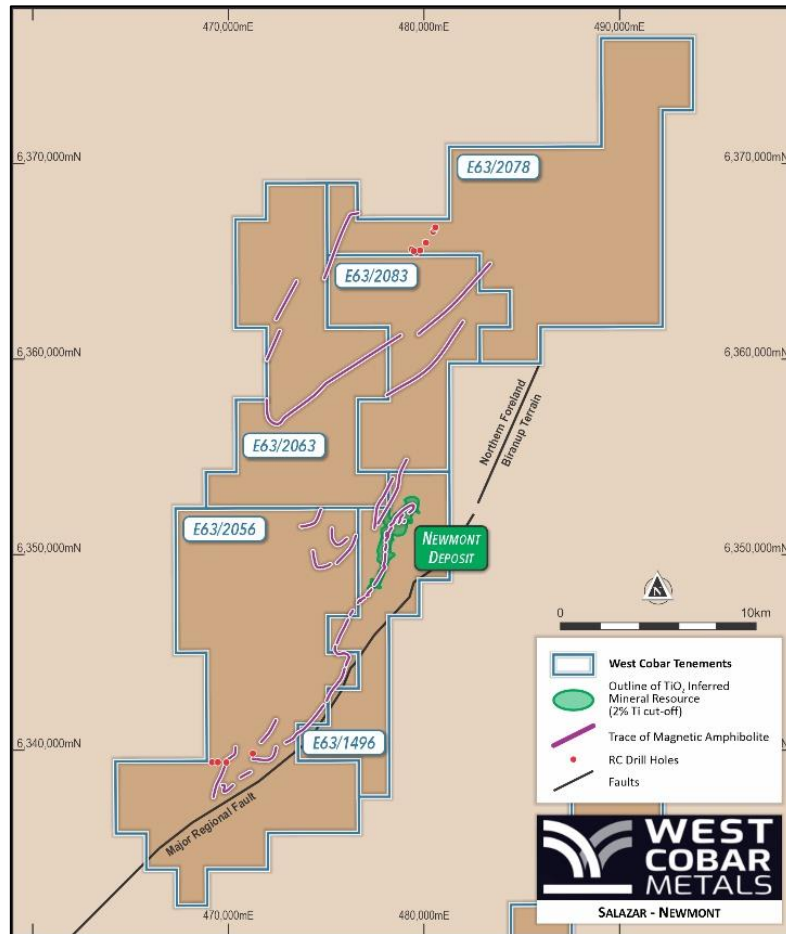 470,000mE
480,000mE
490,000mE
6,370,000mN
6,370,000mN
E63/2078
E63/2083
6,360,000mN
6,360,000mN
Northern Foreland
Biranup Terrain
E63/2063
E63/2056
6,350,000mN
6,350,000mN
NEWMONT
DEPOSIT
N
0
10km
West Cobar Tenements
Outline of TiO₂ Inferred
Mineral Resource
(2% Ti cut-off)
Trace of Magnetic Amphibolite
RC Drill Holes
Faults
6,340,000mN
E63/1496
Major Regional Fault
WEST
COBAR
METALS
SALAZAR - NEWMONT
470,000mE
480,000mE